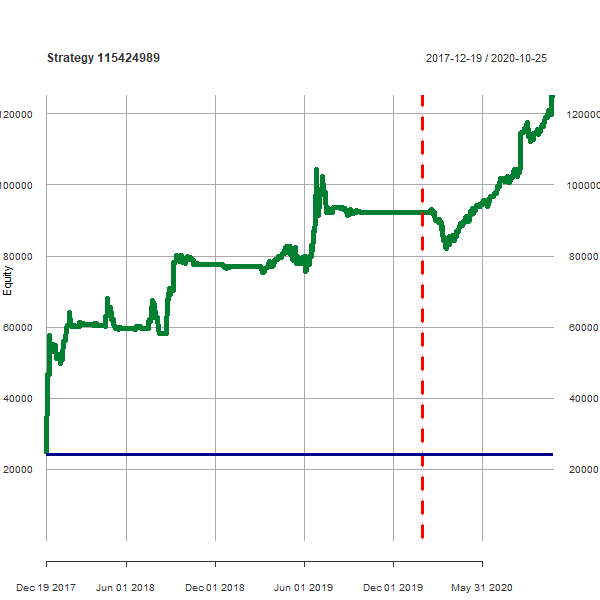 Strategy 115424989
2017-12-19 / 2020-10-25
120000
120000
100000
100000
80000
80000
Equity
60000
60000
40000
40000
20000
20000
Dec 19 2017
Jun 01 2018
Dec 01 2018
Jun 01 2019
Dec 01 2019
May 31 2020